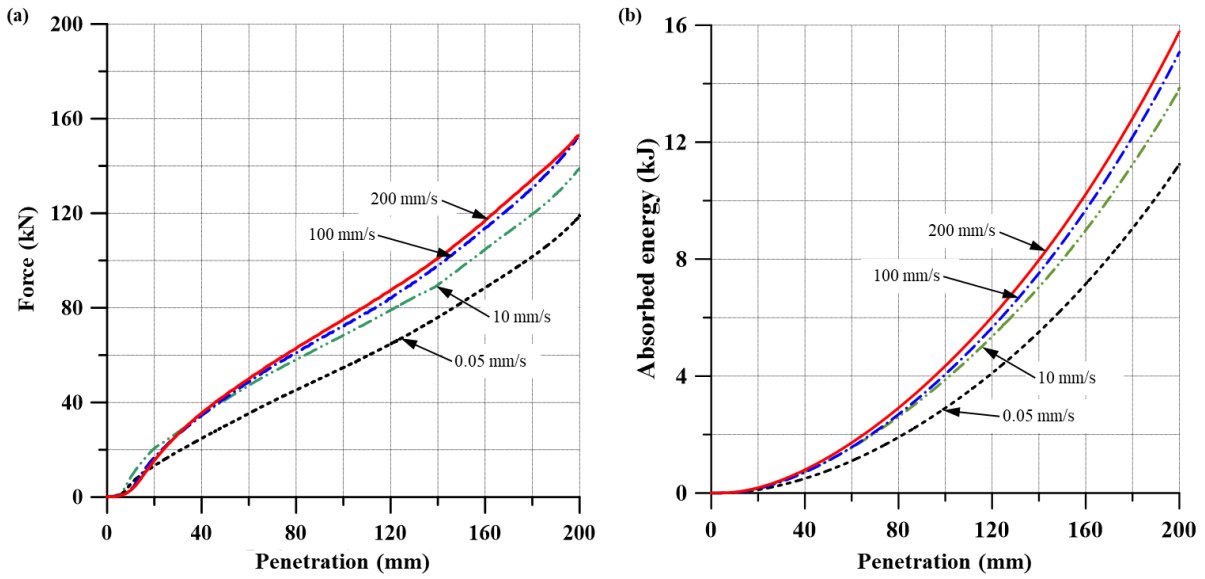 (a)
200
160
120
80
40
0
Force (kN)
200 mm/s
100 mm/s
10 mm/s
0.05 mm/s
0 40 80 120 160 200
Penetration (mm)
(b)
16
12
8
4
0
Absorbed energy (kJ)
200 mm/s
100 mm/s
10 mm/s
0.05 mm/s
0 40 80 120 160 200
Penetration (mm)